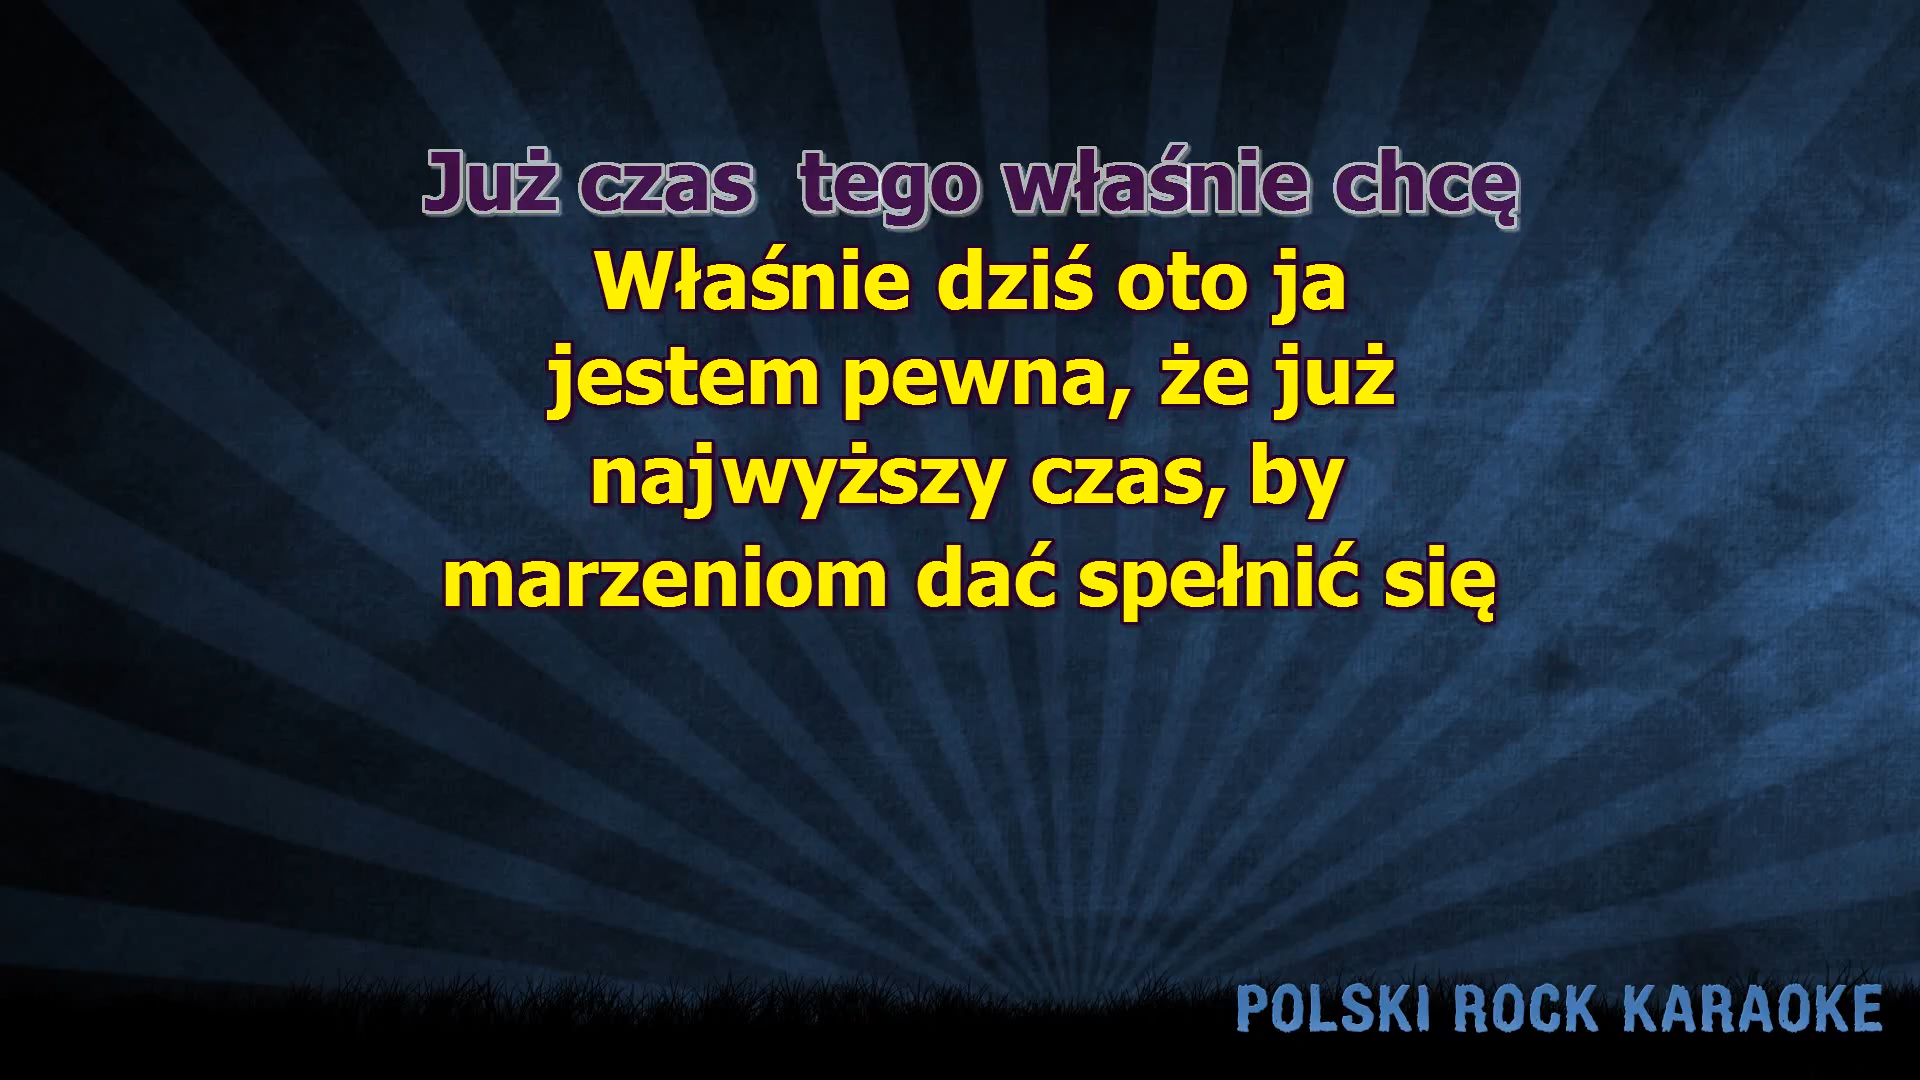 Już czas  tego właśnie chcę
Właśnie dziś oto ja
jestem pewna, że już
najwyższy czas, by
marzeniom dać spełnić się
POLSKI ROCK KARAOKE